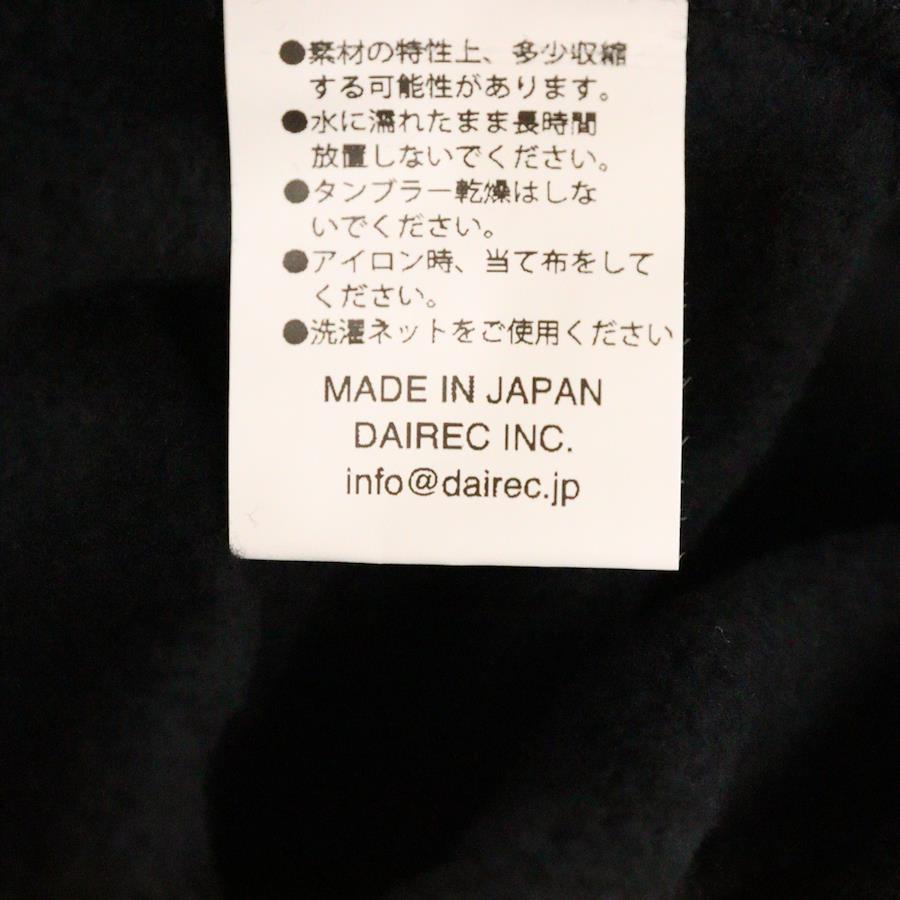 ●素材の特性上、多少収縮
する可能性があります。
●水に濡れたまま長時間
放置しないでください。
●タンブラー乾燥はしな
いでください。
●アイロン時、当て布をして
ください。
●洗濯ネットをご使用ください
MADE IN JAPAN
DAIREC INC.
info@dairec.jp